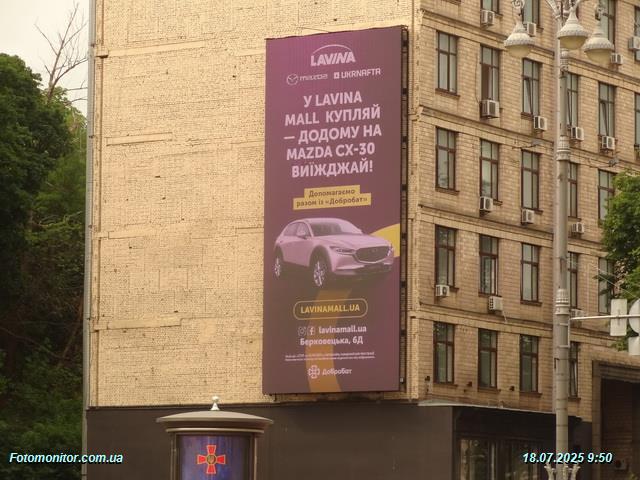 LAVINA
mazda UKRNAFTA
У LAVINA
MALL КУПЛЯЙ
— ДОДОМУ НА
MAZDA CX-30
ВИЇЖДЖАЙ!
Допомагаємо
разом із «Добробат»
LAVINAMALL.UA
lavinamall.ua
Берковецька, 6Д
Добробат
Fotomonitor.com.ua
18.07.2025 9:50